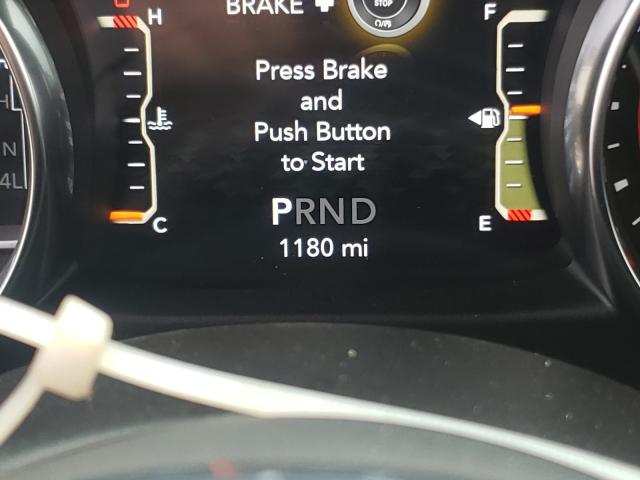 BRAKE +
STOP
H
F
Press Brake
and
Push Button
to Start
H
N
4L
C
E
PRND
1180 mi